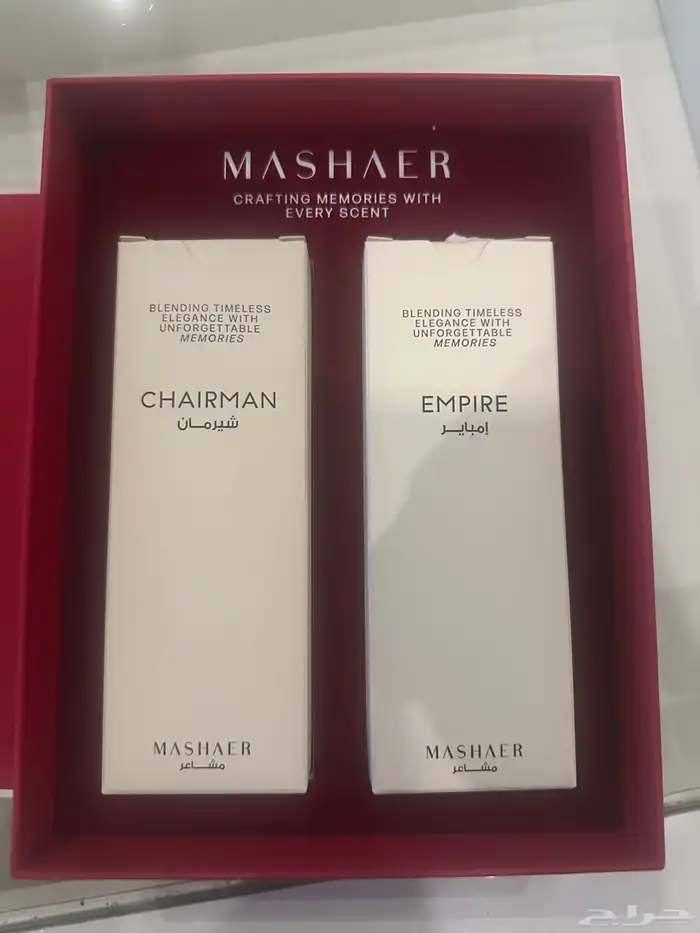 MASHAER
CRAFTING MEMORIES WITH
EVERY SCENT
BLENDING TIMELESS
ELEGANCE WITH
UNFORGETTABLE
MEMORIES
CHAIRMAN
شيرمان
MASHAER
مشاعر
BLENDING TIMELESS
ELEGANCE WITH
UNFORGETTABLE
MEMORIES
EMPIRE
إمباير
MASHAER
مشاعر
حراج